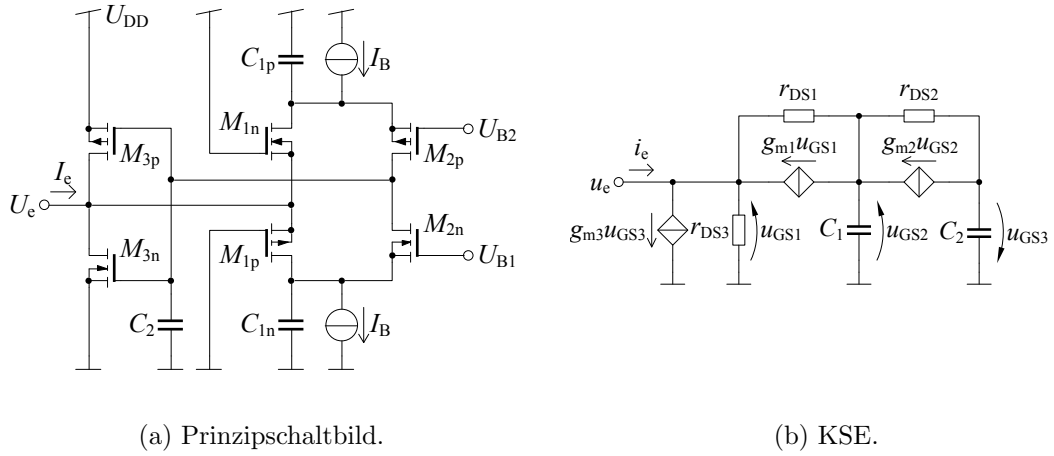 U_DD
C_1p
I_B
M_1n
M_3p
M_2p
U_B2
I_e
U_e
M_3n
M_1p
M_2n
U_B1
C_2
C_1n
I_B
r_DS1
r_DS2
g_m1u_GS1
g_m2u_GS2
i_e
u_e
g_m3u_GS3
r_DS3
u_GS1
C_1
u_GS2
C_2
u_GS3
(a) Prinzipschaltbild.
(b) KSE.